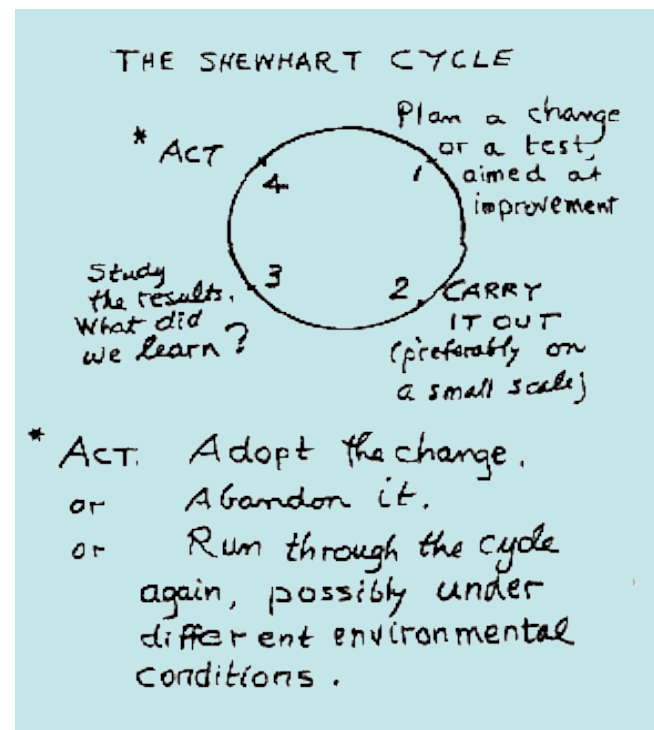 THE SHEWHART CYCLE
* ACT
4
Plan a change
or a test,
aimed at
improvement
1
Study
the results.
What did
we learn?
3
2
CARRY
IT OUT
(preferably on
a small scale)
* ACT. Adopt the change.
or Abandon it.
or Run through the cycle
again, possibly under
different environmental
conditions.